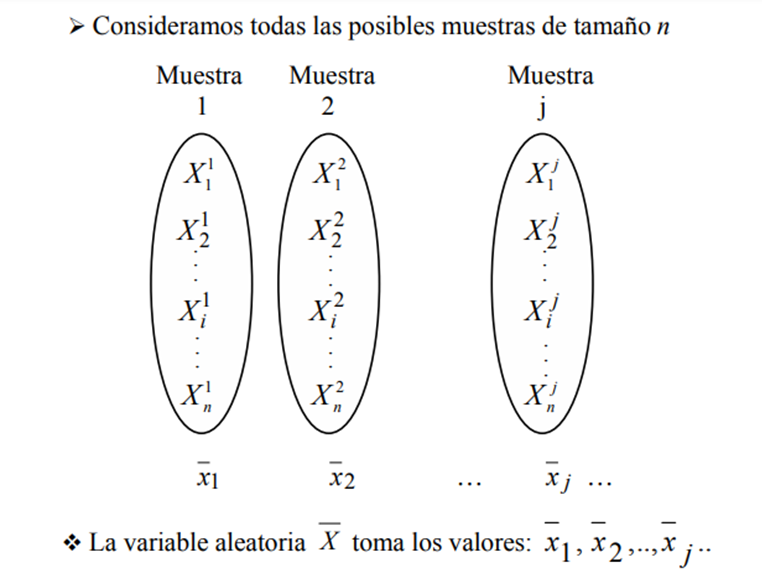 ➢ Consideramos todas las posibles muestras de tamaño n
Muestra Muestra Muestra
1 2 j
X₁¹ X₁² X₁ʲ
X₂¹ X₂² X₂ʲ
⋮ ⋮ ⋮
Xᵢ¹ Xᵢ² Xᵢʲ
⋮ ⋮ ⋮
Xₙ¹ Xₙ² Xₙʲ
x̅₁ x̅₂ ... x̅ⱼ ...
❖ La variable aleatoria X̅ toma los valores: x̅₁, x̅₂,..,x̅ⱼ..